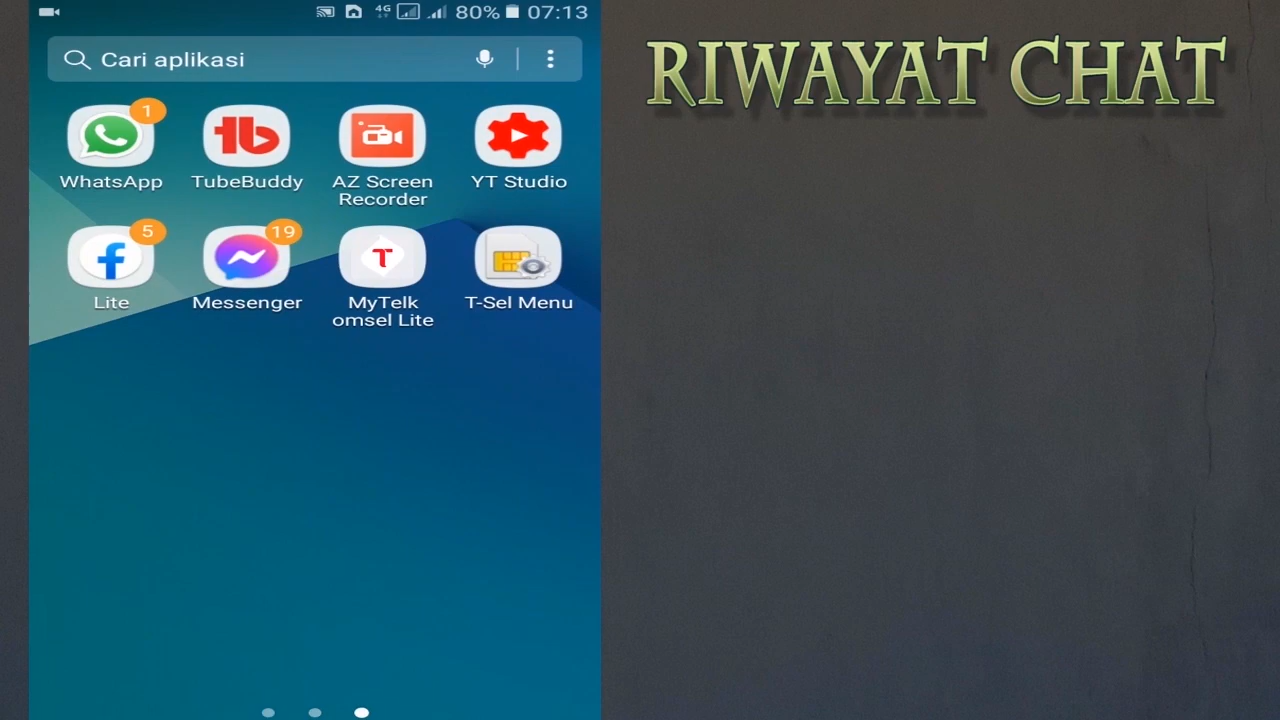 4G 80% 07:13
RIWAYAT CHAT
Cari aplikasi
1
WhatsApp
TubeBuddy
AZ Screen
Recorder
YT Studio
5
19
Lite
Messenger
MyTelk
omsel Lite
T-Sel Menu